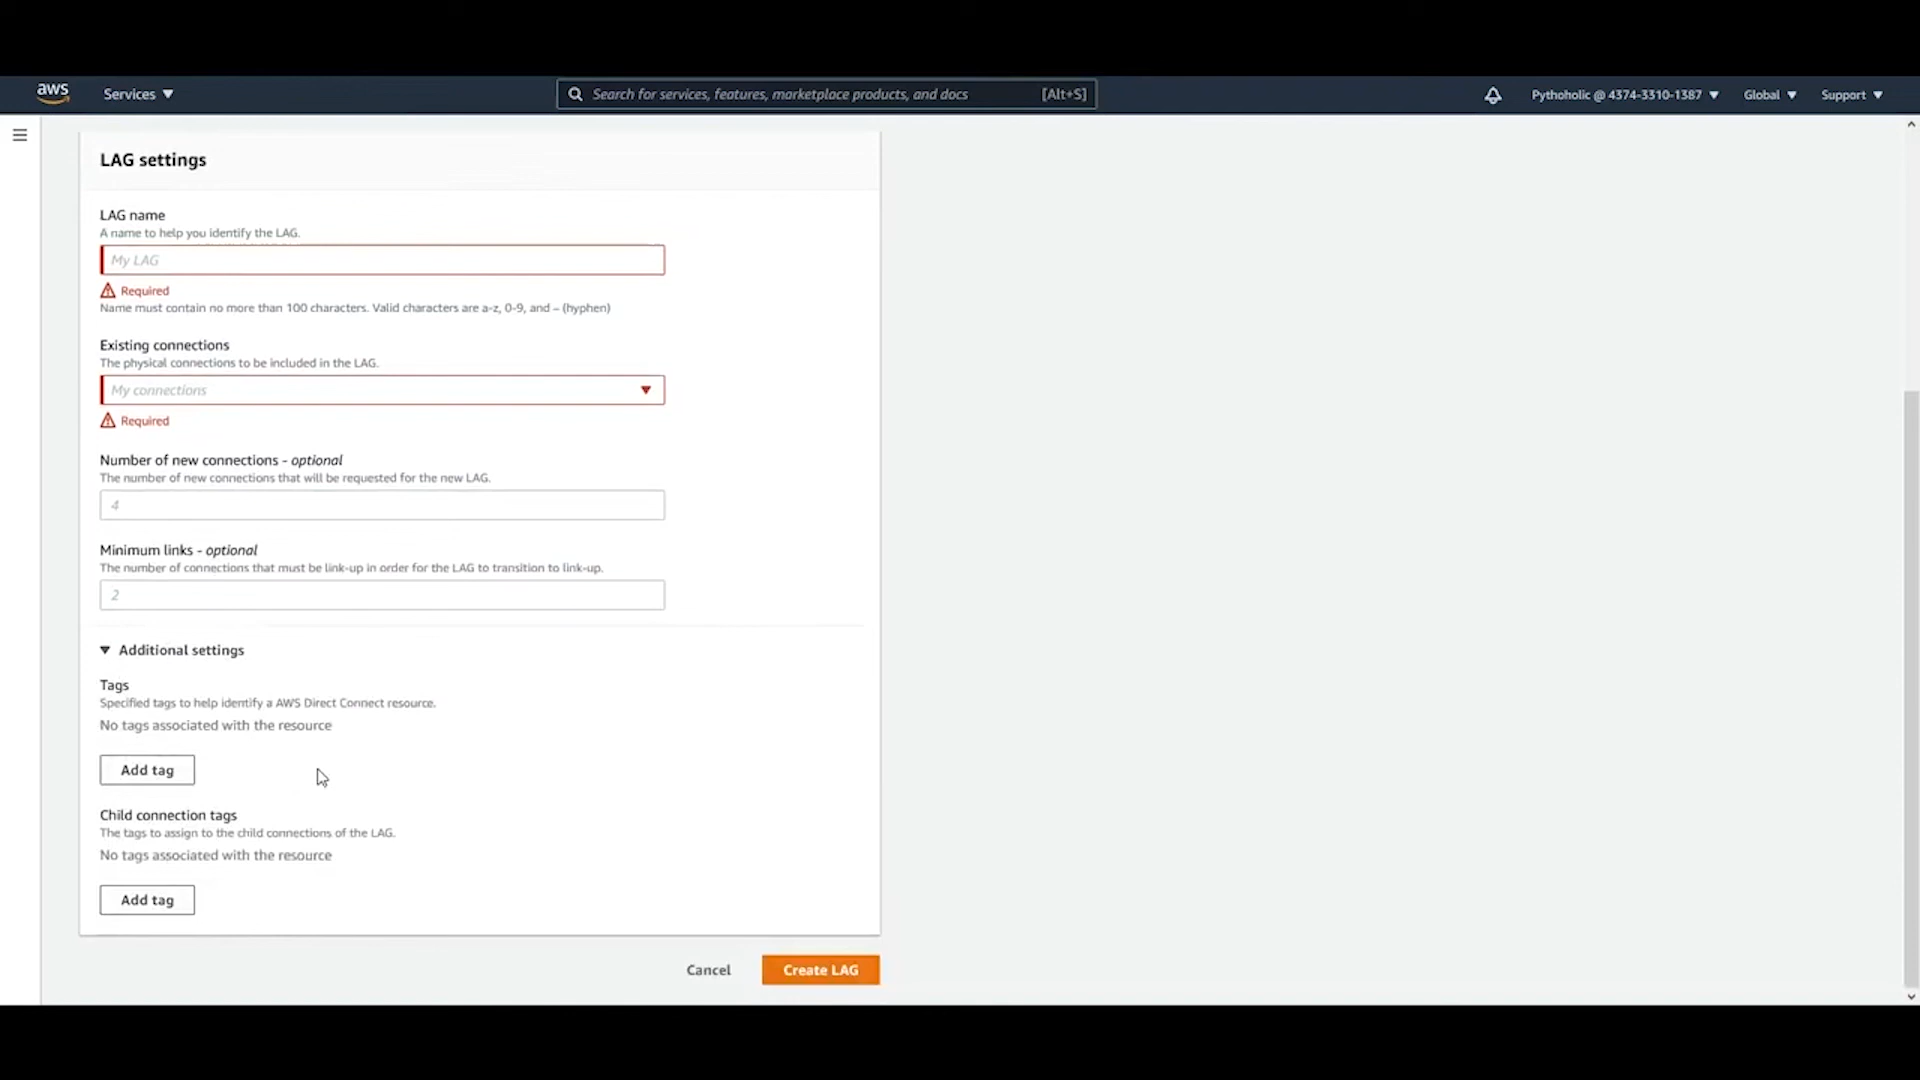 aws
Services ▼
Search for services, features, marketplace products, and docs
[Alt+S]
Pythoholic @ 4374-3310-1387 ▼
Global ▼
Support ▼
LAG settings
LAG name
A name to help you identify the LAG.
My LAG
Required
Name must contain no more than 100 characters. Valid characters are a-z, 0-9, and – (hyphen)
Existing connections
The physical connections to be included in the LAG.
My connections
Required
Number of new connections - optional
The number of new connections that will be requested for the new LAG.
4
Minimum links - optional
The number of connections that must be link-up in order for the LAG to transition to link-up.
2
▼ Additional settings
Tags
Specified tags to help identify a AWS Direct Connect resource.
No tags associated with the resource
Add tag
Child connection tags
The tags to assign to the child connections of the LAG.
No tags associated with the resource
Add tag
Cancel
Create LAG